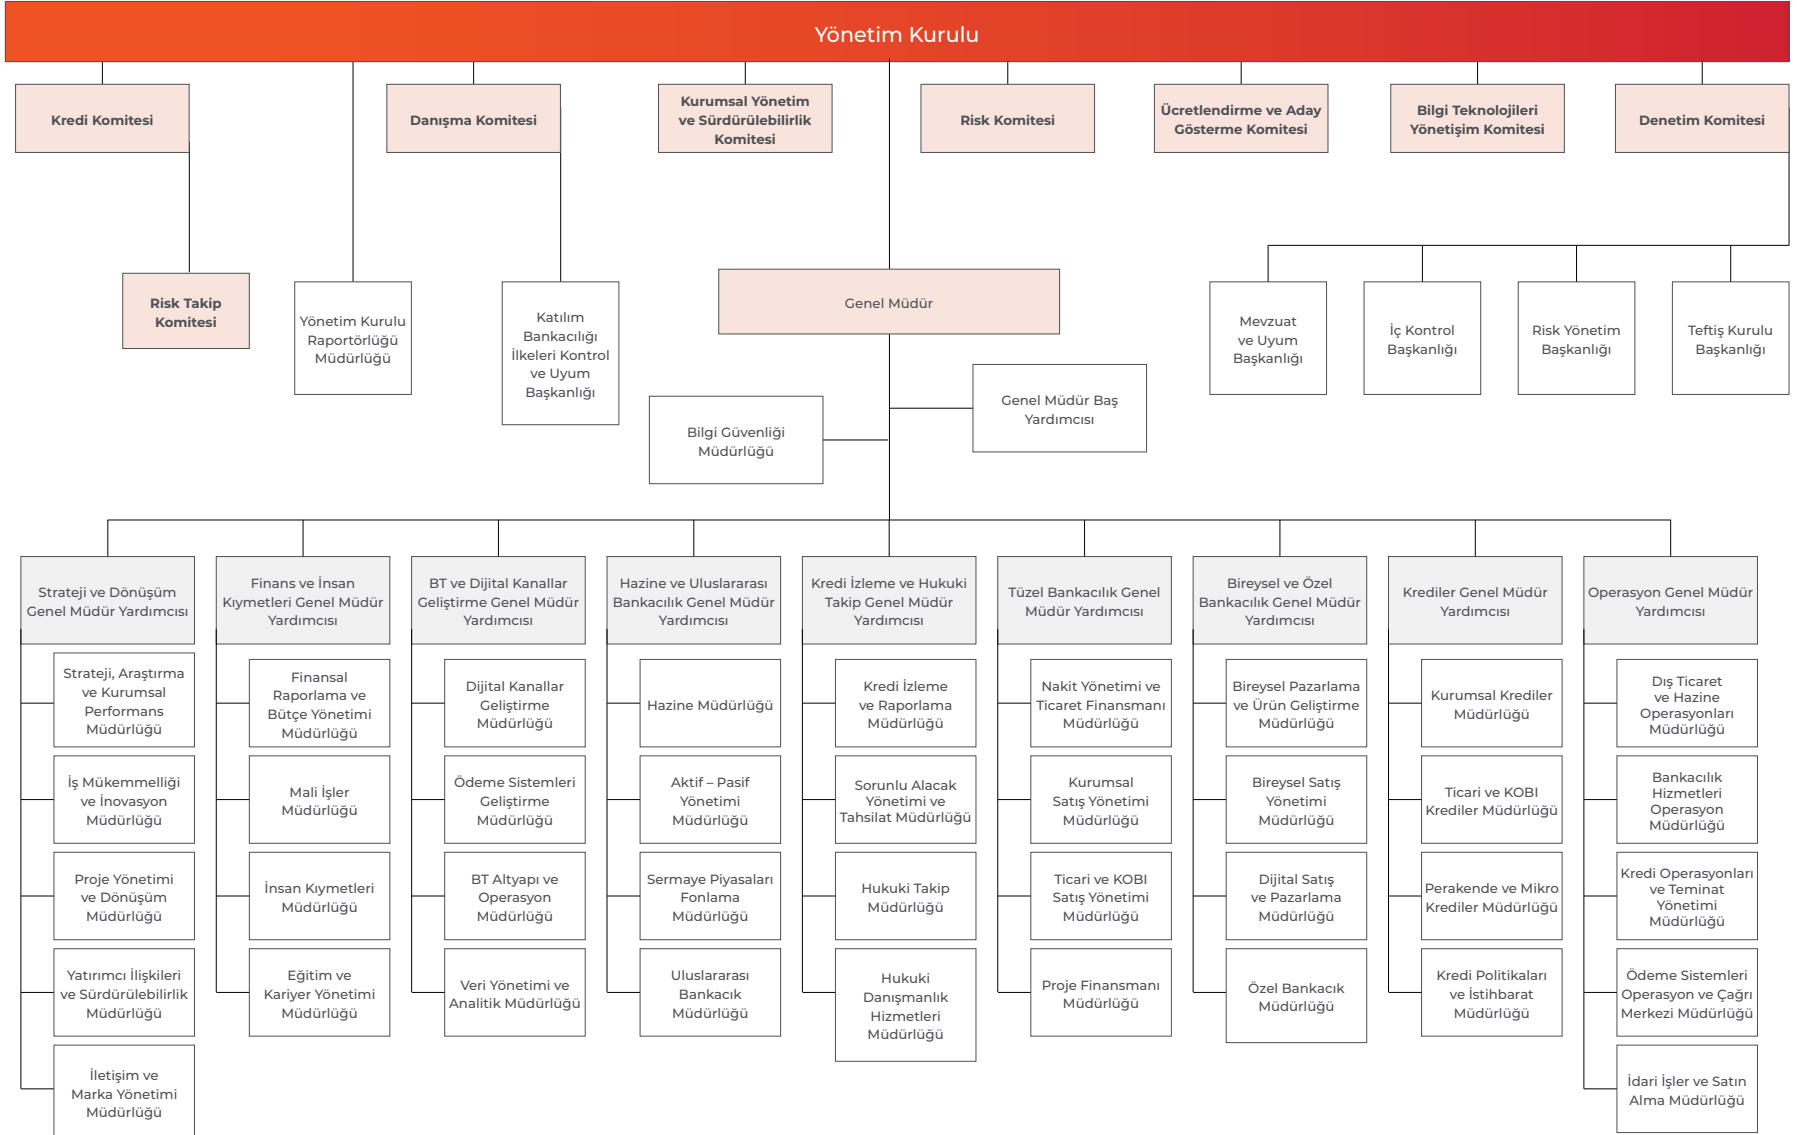 Yönetim Kurulu
Kredi Komitesi
Danışma Komitesi
Kurumsal Yönetim
ve Sürdürülebilirlik
Komitesi
Risk Komitesi
Ücretlendirme ve Aday
Gösterme Komitesi
Bilgi Teknolojileri
Yönetişim Komitesi
Denetim Komitesi
Risk Takip
Komitesi
Yönetim Kurulu
Raportörlüğü
Müdürlüğü
Katılım
Bankacılığı
İlkeleri Kontrol
ve Uyum
Başkanlığı
Genel Müdür
Mevzuat
ve Uyum
Başkanlığı
İç Kontrol
Başkanlığı
Risk Yönetim
Başkanlığı
Teftiş Kurulu
Başkanlığı
Genel Müdür Baş
Yardımcısı
Bilgi Güvenliği
Müdürlüğü
Strateji ve Dönüşüm
Genel Müdür Yardımcısı
Strateji, Araştırma
ve Kurumsal
Performans
Müdürlüğü
İş Mükemmelliği
ve İnovasyon
Müdürlüğü
Proje Yönetimi
ve Dönüşüm
Müdürlüğü
Yatırımcı İlişkileri
ve Sürdürülebilirlik
Müdürlüğü
İletişim ve
Marka Yönetimi
Müdürlüğü
Finans ve İnsan
Kıymetleri Genel Müdür
Yardımcısı
Finansal
Raporlama ve
Bütçe Yönetimi
Müdürlüğü
Mali İşler
Müdürlüğü
İnsan Kıymetleri
Müdürlüğü
Eğitim ve
Kariyer Yönetimi
Müdürlüğü
BT ve Dijital Kanallar
Geliştirme Genel Müdür
Yardımcısı
Dijital Kanallar
Geliştirme
Müdürlüğü
Ödeme Sistemleri
Geliştirme
Müdürlüğü
BT Altyapı ve
Operasyon
Müdürlüğü
Veri Yönetimi ve
Analitik Müdürlüğü
Hazine ve Uluslararası
Bankacılık Genel Müdür
Yardımcısı
Hazine Müdürlüğü
Aktif – Pasif
Yönetimi
Müdürlüğü
Sermaye Piyasaları
Fonlama
Müdürlüğü
Uluslararası
Bankacık
Müdürlüğü
Kredi İzleme ve Hukuki
Takip Genel Müdür
Yardımcısı
Kredi İzleme
ve Raporlama
Müdürlüğü
Sorunlu Alacak
Yönetimi ve
Tahsilat Müdürlüğü
Hukuki Takip
Müdürlüğü
Hukuki
Danışmanlık
Hizmetleri
Müdürlüğü
Tüzel Bankacılık Genel
Müdür Yardımcısı
Nakit Yönetimi ve
Ticaret Finansmanı
Müdürlüğü
Kurumsal
Satış Yönetimi
Müdürlüğü
Ticari ve KOBI
Satış Yönetimi
Müdürlüğü
Proje Finansmanı
Müdürlüğü
Bireysel ve Özel
Bankacılık Genel Müdür
Yardımcısı
Bireysel Pazarlama
ve Ürün Geliştirme
Müdürlüğü
Bireysel Satış
Yönetimi
Müdürlüğü
Dijital Satış
ve Pazarlama
Müdürlüğü
Özel Bankacık
Müdürlüğü
Krediler Genel Müdür
Yardımcısı
Kurumsal Krediler
Müdürlüğü
Ticari ve KOBI
Krediler Müdürlüğü
Perakende ve Mikro
Krediler Müdürlüğü
Kredi Politikaları
ve İstihbarat
Müdürlüğü
Operasyon Genel Müdür
Yardımcısı
Dış Ticaret
ve Hazine
Operasyonları
Müdürlüğü
Bankacılık
Hizmetleri
Operasyon
Müdürlüğü
Kredi Operasyonları
ve Teminat
Yönetimi
Müdürlüğü
Ödeme Sistemleri
Operasyon ve Çağrı
Merkezi Müdürlüğü
İdari İşler ve Satın
Alma Müdürlüğü